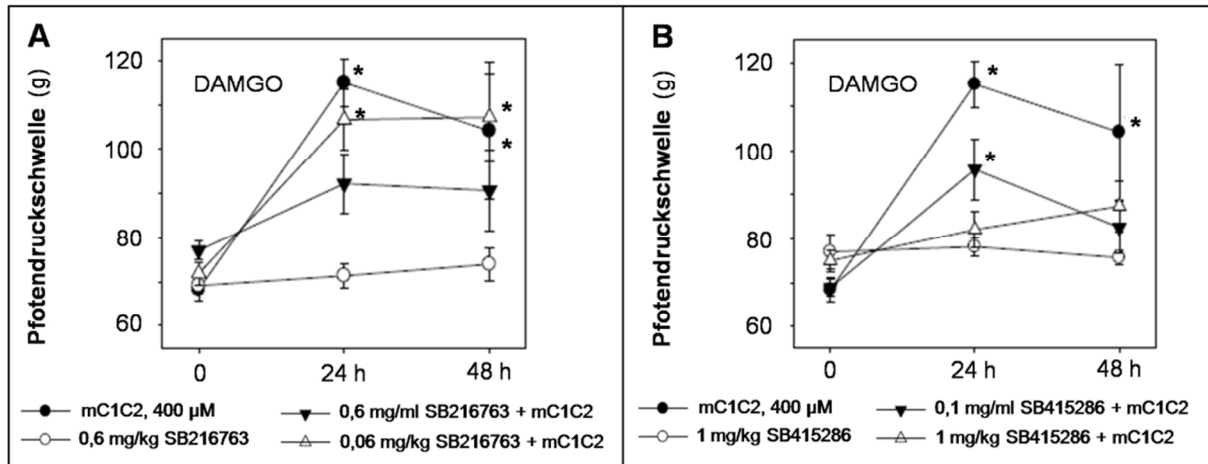 A
Pfotendruckschwelle (g)
120
100
80
60
DAMGO
*
*
*
*
0
24 h
48 h
mC1C2, 400 µM
0,6 mg/kg SB216763
0,6 mg/ml SB216763 + mC1C2
0,06 mg/kg SB216763 + mC1C2
B
Pfotendruckschwelle (g)
120
100
80
60
DAMGO
*
*
*
0
24 h
48 h
mC1C2, 400 µM
1 mg/kg SB415286
0,1 mg/ml SB415286 + mC1C2
1 mg/kg SB415286 + mC1C2